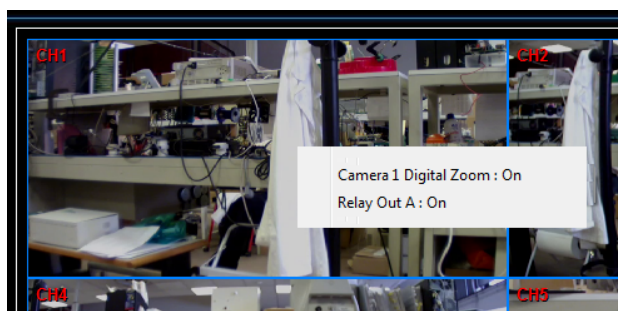 CH1
CH2
Camera 1 Digital Zoom : On
Relay Out A : On
CH4
CH5